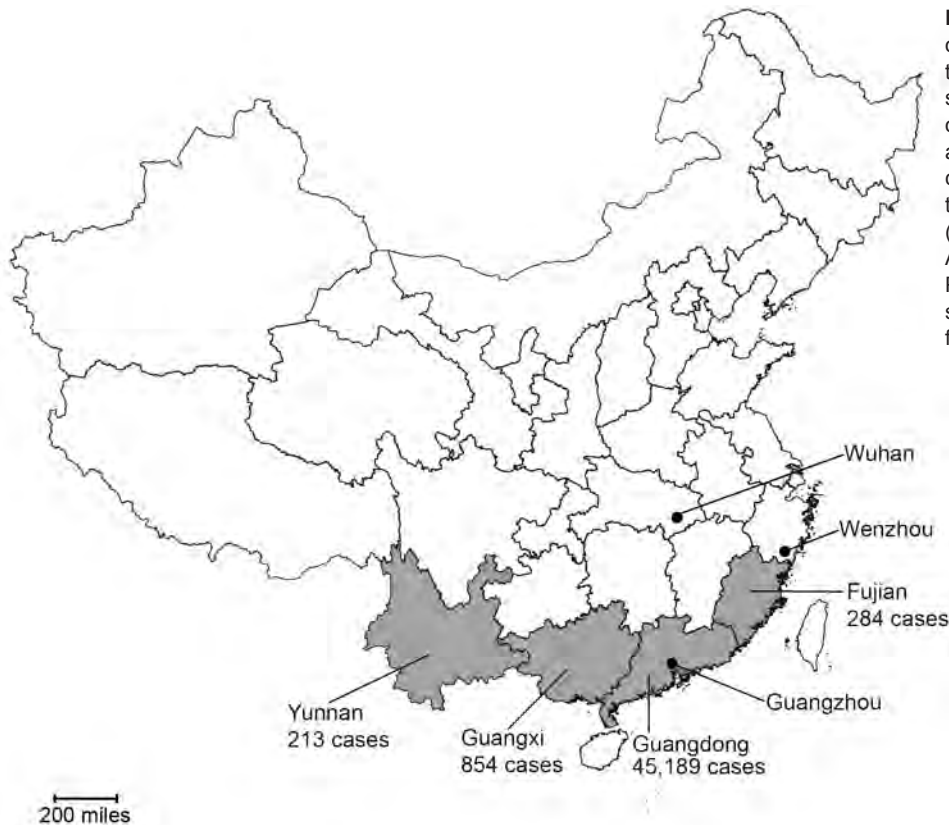 Wuhan
Wenzhou
Fujian
284 cases
Guangzhou
Yunnan
213 cases
Guangxi
854 cases
Guangdong
45,189 cases
200 miles